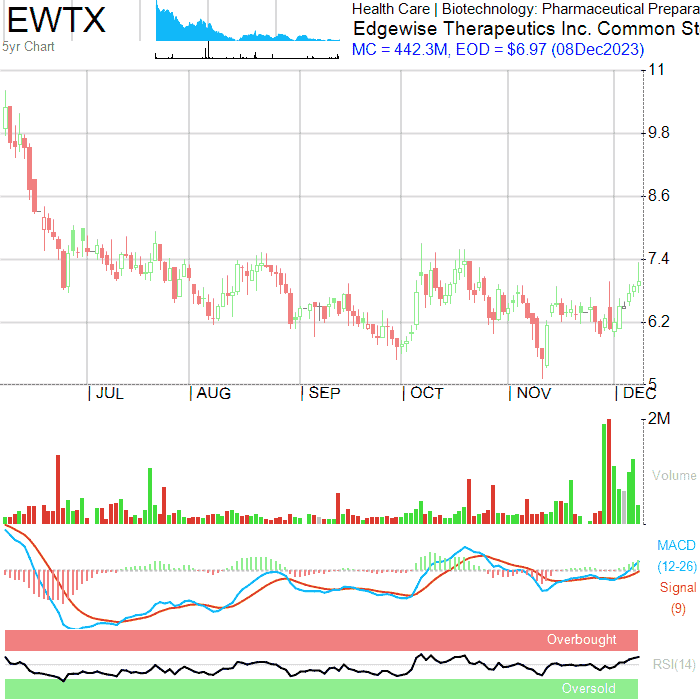 EWTX
5yr Chart
Health Care | Biotechnology: Pharmaceutical Prepara
Edgewise Therapeutics Inc. Common St
MC = 442.3M, EOD = $6.97 (08Dec2023)
11
9.8
8.6
7.4
6.2
5
JUL AUG SEP OCT NOV DEC
2M
Volume
MACD
(12-26)
Signal
(9)
Overbought
RSI(14)
Oversold